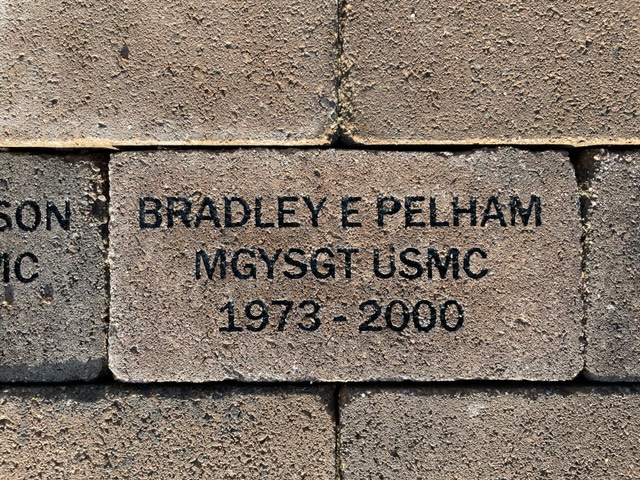 BRADLEY E PELHAM
MGYSGT USMC
1973 - 2000